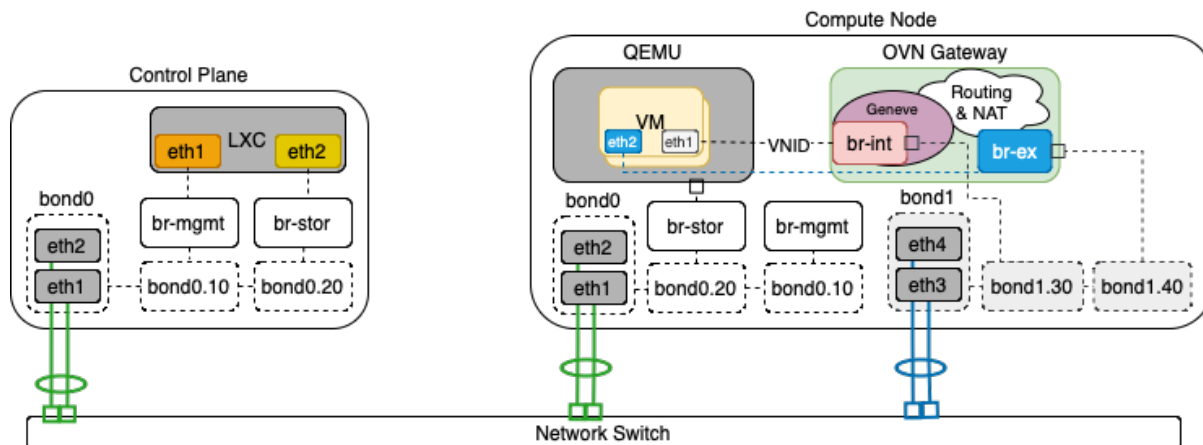 Compute Node
Control Plane
QEMU
OVN Gateway
LXC
eth1
eth2
VM
eth2
eth1
VNID
Geneve
Routing
& NAT
br-int
br-ex
bond0
br-mgmt
br-stor
eth2
eth1
bond0.10
bond0.20
bond0
br-stor
br-mgmt
eth2
eth1
bond0.20
bond0.10
bond1
eth4
eth3
bond1.30
bond1.40
Network Switch